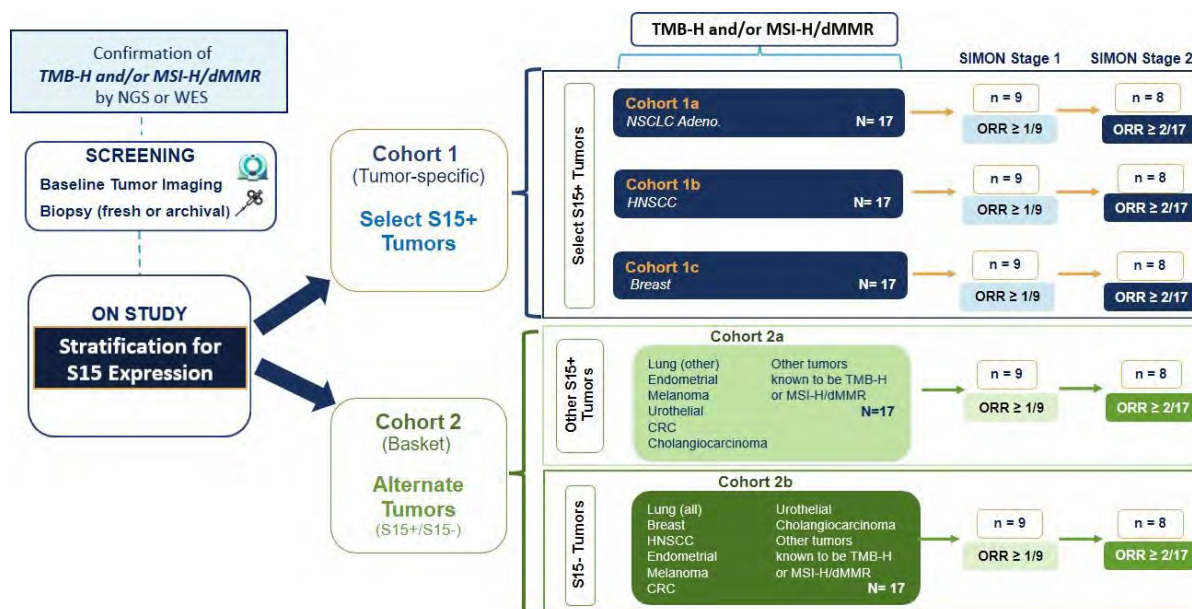 Confirmation of
TMB-H and/or MSI-H/dMMR
by NGS or WES
SCREENING
Baseline Tumor Imaging
Biopsy (fresh or archival)
ON STUDY
Stratification for
S15 Expression
Cohort 1
(Tumor-specific)
Select S15+
Tumors
Cohort 2
(Basket)
Alternate
Tumors
(S15+/S15-)
TMB-H and/or MSI-H/dMMR
SIMON Stage 1
SIMON Stage 2
Select S15+ Tumors
Cohort 1a
NSCLC Adeno.
N= 17
n = 9
ORR ≥ 1/9
n = 8
ORR ≥ 2/17
Cohort 1b
HNSCC
N= 17
n = 9
ORR ≥ 1/9
n = 8
ORR ≥ 2/17
Cohort 1c
Breast
N= 17
n = 9
ORR ≥ 1/9
n = 8
ORR ≥ 2/17
Other S15+
Tumors
Cohort 2a
Lung (other)
Endometrial
Melanoma
Urothelial
CRC
Cholangiocarcinoma
Other tumors
known to be TMB-H
or MSI-H/dMMR
N=17
n = 9
ORR ≥ 1/9
n = 8
ORR ≥ 2/17
S15- Tumors
Cohort 2b
Lung (all)
Breast
HNSCC
Endometrial
Melanoma
CRC
Urothelial
Cholangiocarcinoma
Other tumors
known to be TMB-H
or MSI-H/dMMR
N= 17
n = 9
ORR ≥ 1/9
n = 8
ORR ≥ 2/17